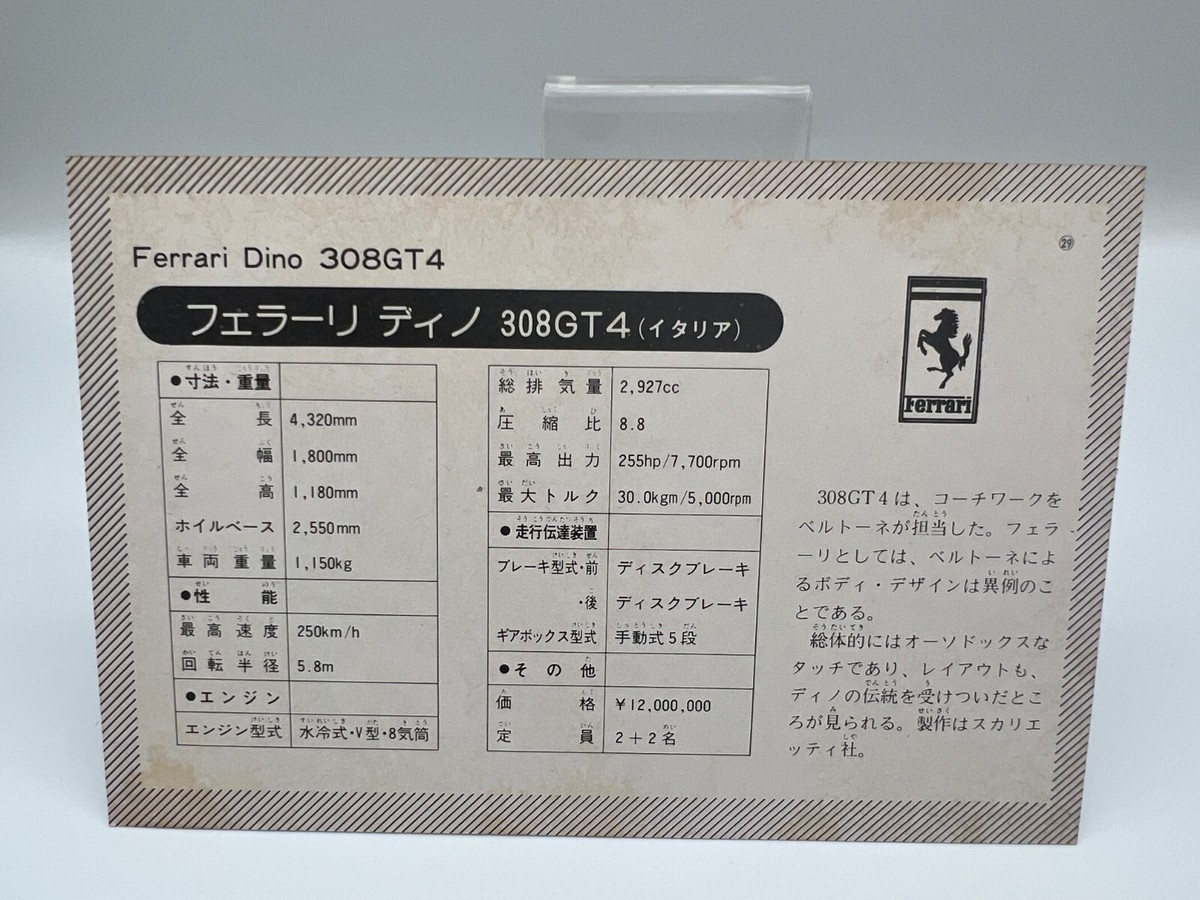 ㉙
Ferrari Dino 308GT4
フェラーリ ディノ 308GT4(イタリア)
●寸法・重量
全長 4,320mm
全幅 1,800mm
全高 1,180mm
ホイルベース 2,550mm
車両重量 1,150kg
●性能
最高速度 250km/h
回転半径 5.8m
●エンジン
エンジン型式 水冷式・V型・8気筒
総排気量 2,927cc
圧縮比 8.8
最高出力 255hp/7,700rpm
最大トルク 30.0kgm/5,000rpm
●走行伝達装置
ブレーキ型式・前 ディスクブレーキ
・後 ディスクブレーキ
ギアボックス型式 手動式5段
●その他
価格 ¥12,000,000
定員 2+2名
Ferrari
308GT4は、コーチワークを
ベルトーネが担当した。フェラ
ーリとしては、ベルトーネによ
るボディ・デザインは異例のこ
とである。
総体的にはオーソドックスな
タッチであり、レイアウトも、
ディノの伝統を受けついだとこ
ろが見られる。製作はスカリエ
ッティ社。